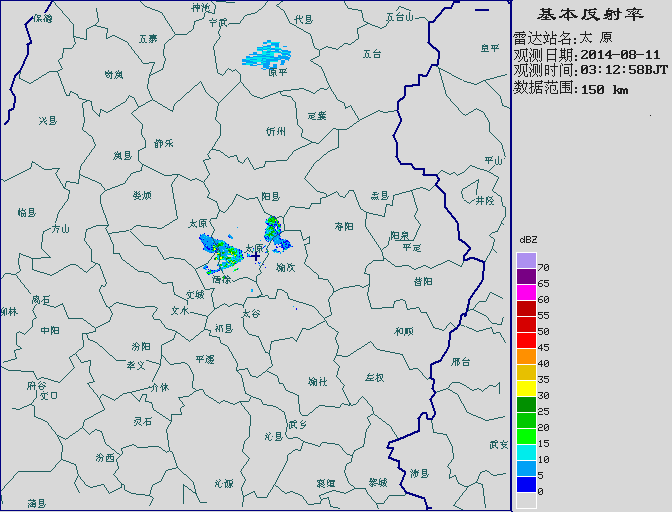 基本反射率
雷达站名:太 原
观测日期:2014-08-11
观测时间:03:12:58BJT
数据范围:150 km
dBZ
70
65
60
55
50
45
40
35
30
25
20
15
10
5
0
保德
神池
宁武
代县
五台山
五寨
五台
盂平
岢岚
原平
兴县
定襄
忻州
静乐
岚县
平山
娄烦
阳县
盂县
井陉
临县
方山
太原
寿阳
阳泉
平定
太原
榆次
清徐
昔阳
文城
离石
柳林
文水
太谷
祁县
中阳
和顺
汾阳
孝义
平遥
邢台
介休
榆社
左权
文口
灵石
武乡
沁县
武安
汾西
沁源
襄垣
黎城
涉县
蒲县